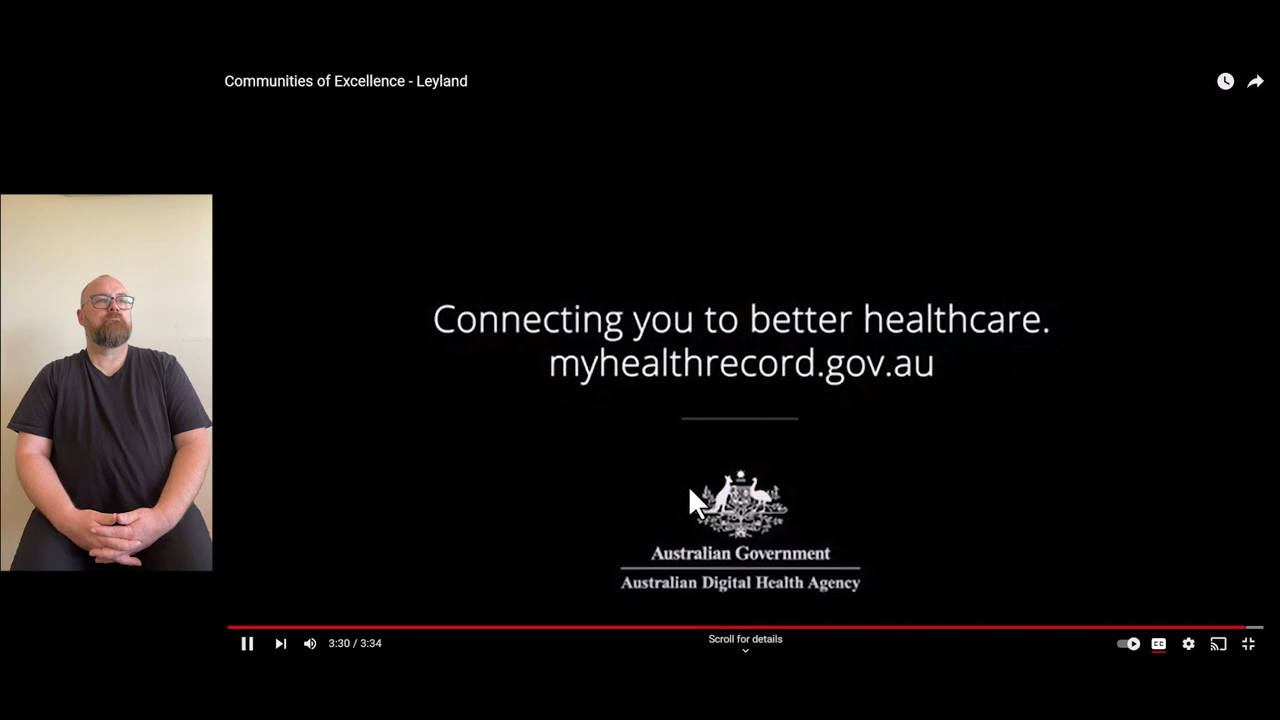 Communities of Excellence - Leyland
Connecting you to better healthcare.
myhealthrecord.gov.au
Australian Government
Australian Digital Health Agency
3:30 / 3:34
Scroll for details
CC